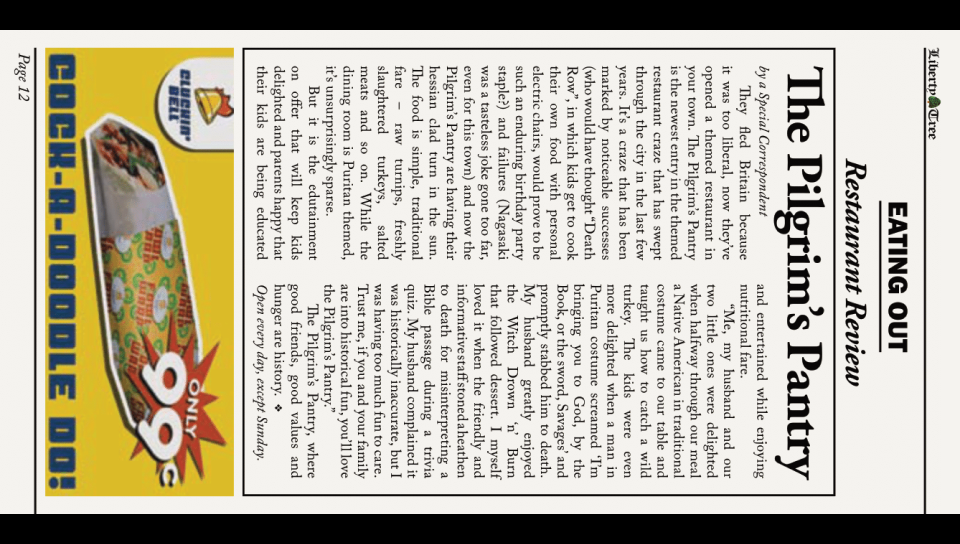 Liberty Tree
EATING OUT
Restaurant Review
The Pilgrim's Pantry
by a Special Correspondent
They fled Britain because
it was too liberal, now they've
opened a themed restaurant in
your town. The Pilgrim's Pantry
is the newest entry in the themed
restaurant craze that has swept
through the city in the last few
years. It's a craze that has been
marked by noticeable successes
(who would have thought "Death
Row", in which kids get to cook
their own food with personal
electric chairs, would prove to be
such an enduring birthday party
staple?) and failures (Nagasaki
was a tasteless joke gone too far,
even for this town) and now the
Pilgrim's Pantry are having their
hessian clad turn in the sun.
The food is simple, traditional
fare – raw turnips, freshly
slaughtered turkeys, salted
meats and so on. While the
dining room is Puritan themed,
it's unsurprisingly sparse.
But it is the edutainment
on offer that will keep kids
delighted and parents happy that
their kids are being educated
and entertained while enjoying
nutritional fare.
"Me, my husband and our
two little ones were delighted
when halfway through our meal
a Native American in traditional
costume came to our table and
taught us how to catch a wild
turkey. The kids were even
more delighted when a man in
Puritan costume screamed 'I'm
bringing you to God, by the
Book, or the sword, Savages' and
promptly stabbed him to death.
My husband greatly enjoyed
the Witch Drown 'n' Burn
that followed dessert. I myself
loved it when the friendly and
informative staff stoned a heathen
to death for misinterpreting a
Bible passage during a trivia
quiz. My husband complained it
was historically inaccurate, but I
was having too much fun to care.
Trust me, if you and your family
are into historical fun, you'll love
the Pilgrim's Pantry."
The Pilgrim's Pantry, where
good friends, good values and
hunger are history. ❖
Open every day, except Sunday.
CLUCKIN'
BELL
ONLY
99c
COCK-A-DOODLE DO!
Page 12